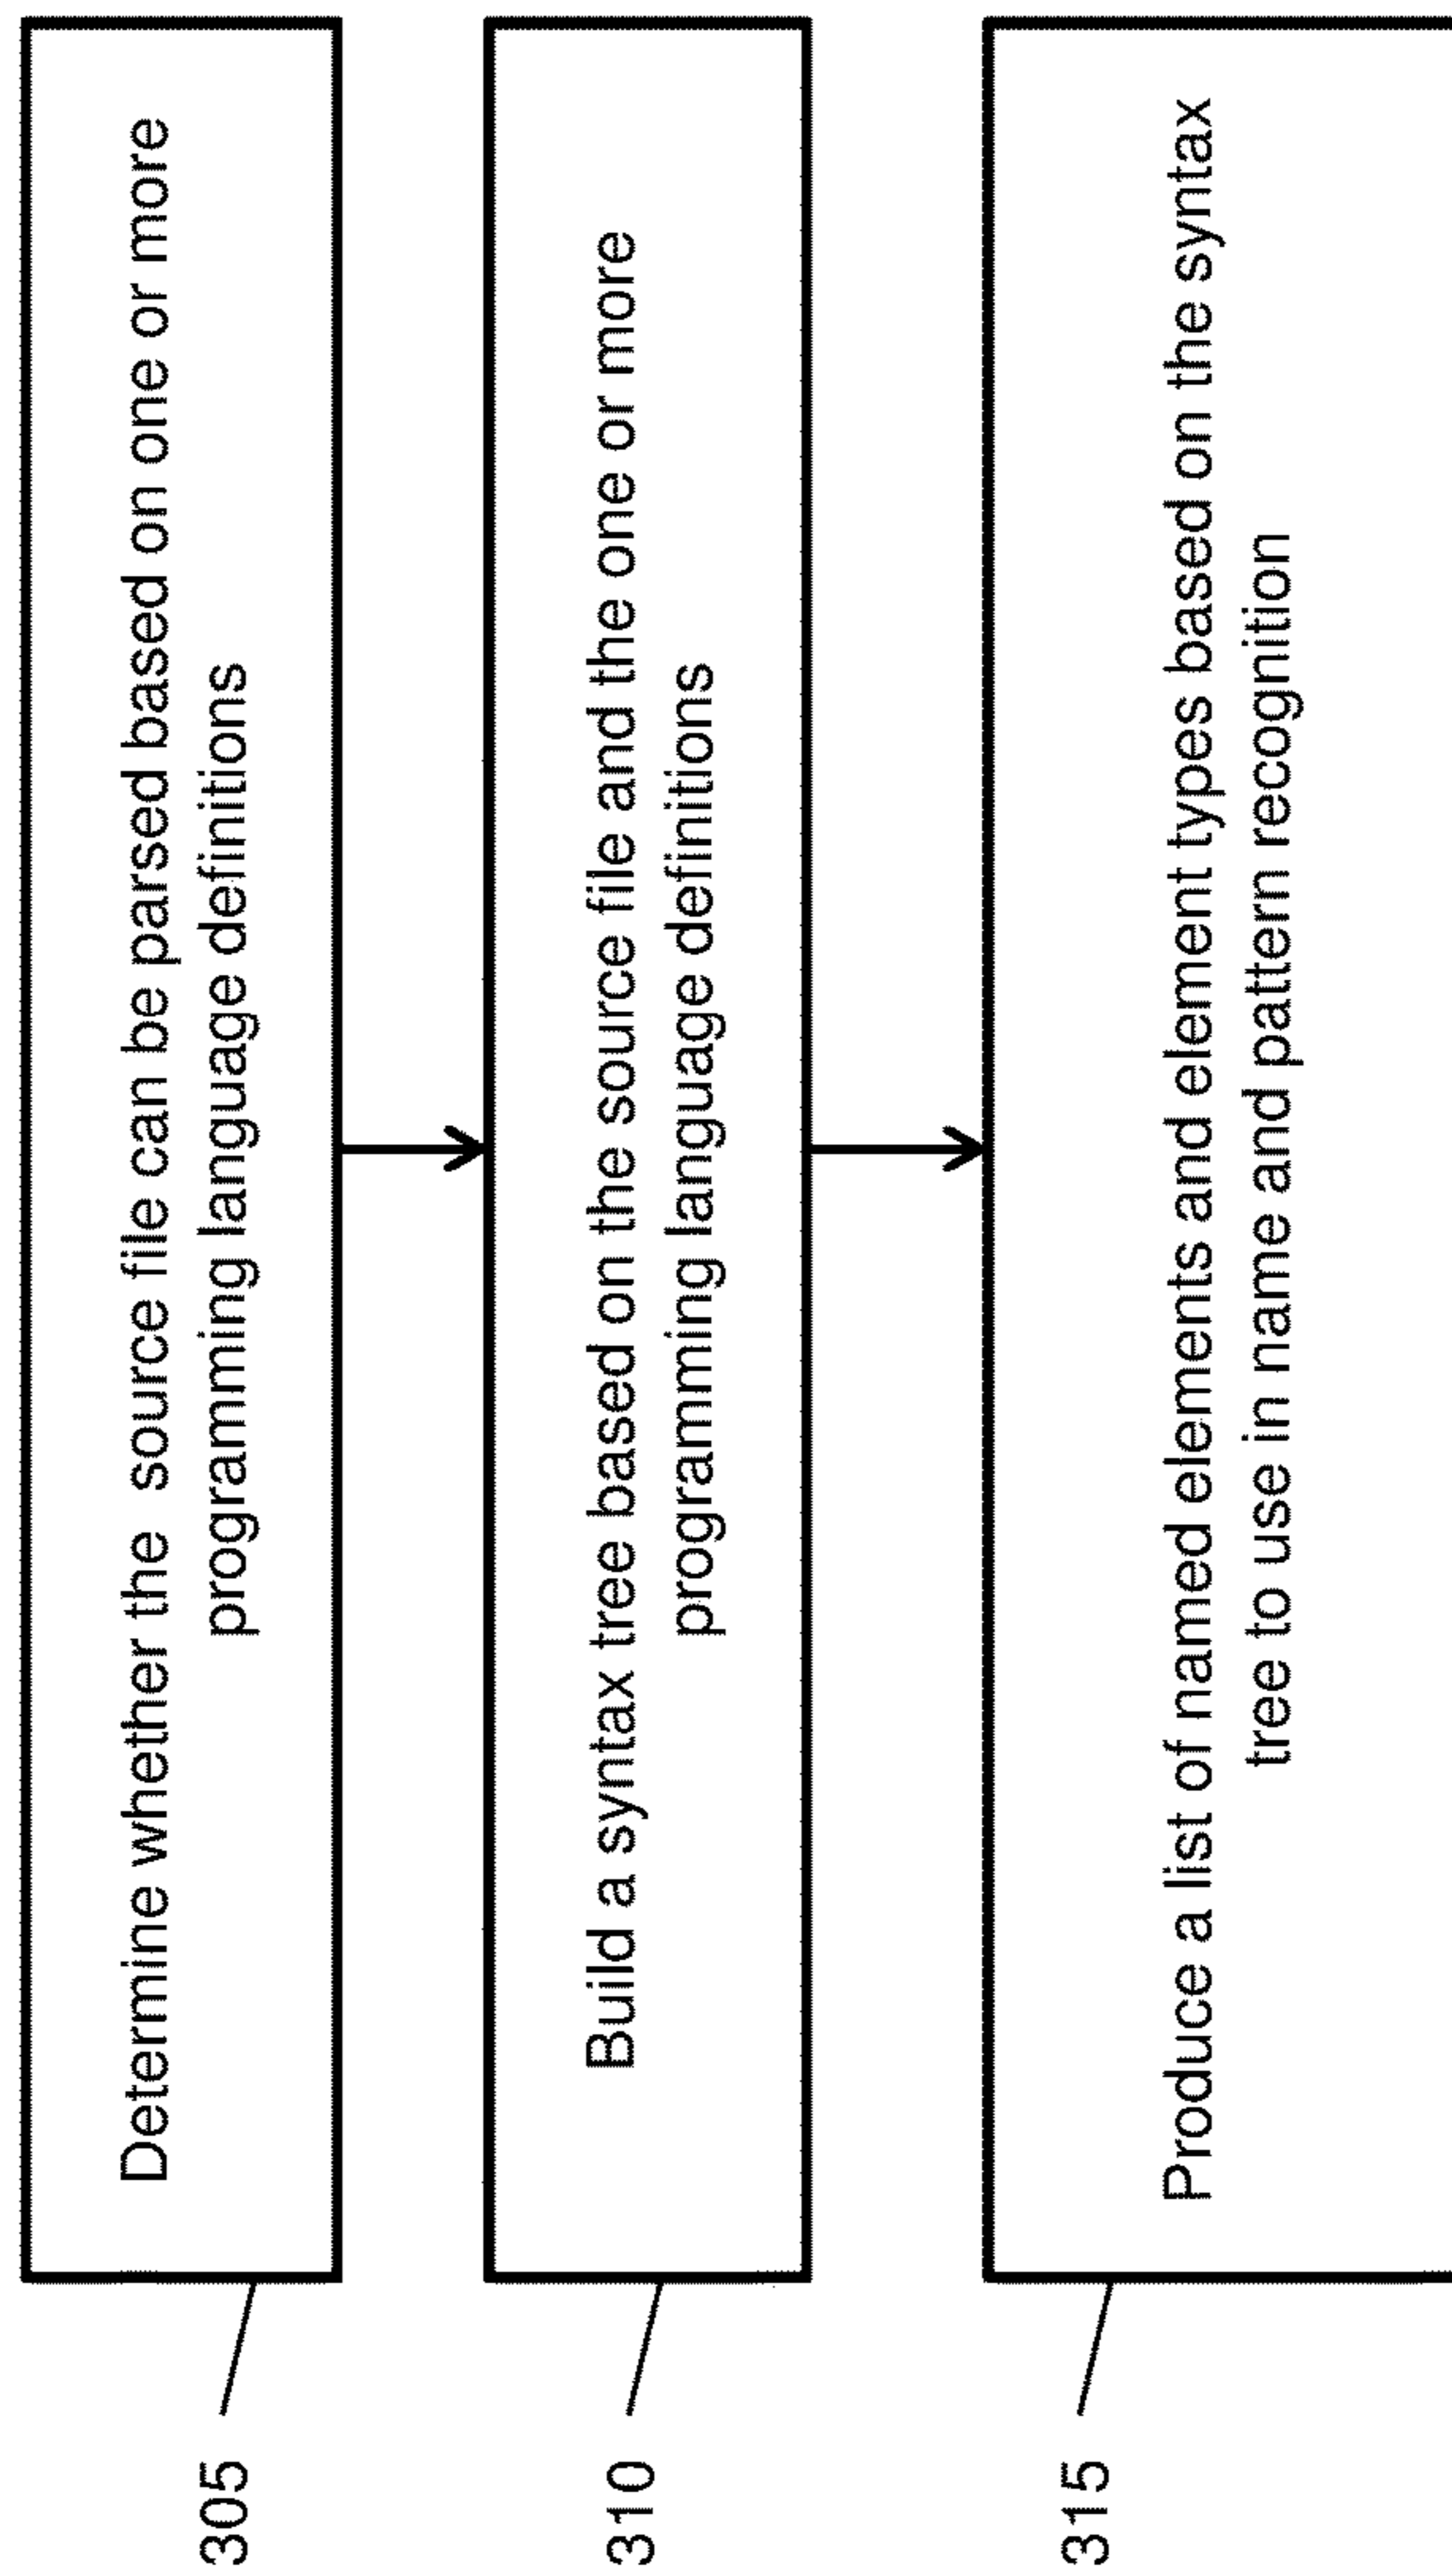 305
Determine whether the source file can be parsed based on one or more
programming language definitions
310
Build a syntax tree based on the source file and the one or more
programming language definitions
315
Produce a list of named elements and element types based on the syntax
tree to use in name and pattern recognition